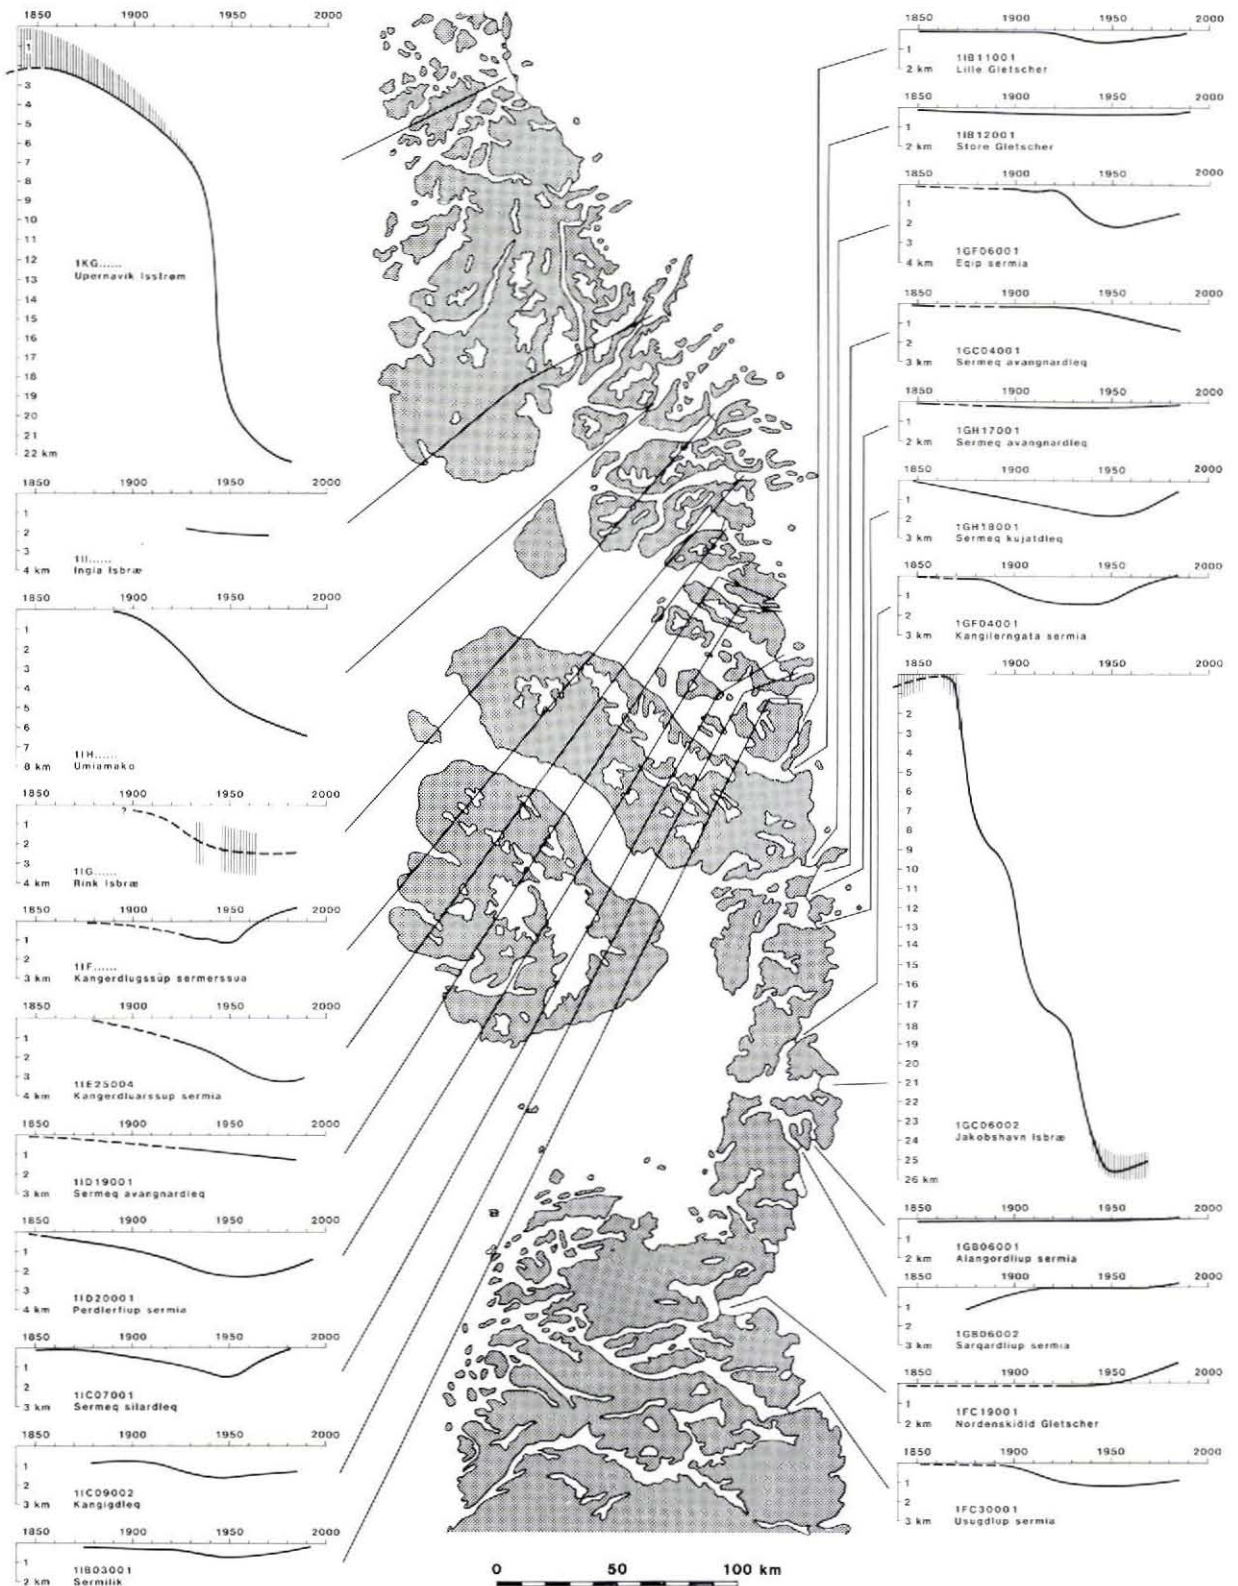 1850 1900 1950 2000
1
3
4
5
6
7
8
9
10
11
12
13
14
15
16
17
18
19
20
21
22 km
1KG......
Upernavik Isstrøm
1850 1900 1950 2000
1
2
3
4 km
1II......
Ingia Isbræ
1850 1900 1950 2000
1
2
3
4
5
6
7
8 km
1IH......
Umiamako
1850 1900 1950 2000
?
1
2
3
4 km
1IG......
Rink Isbræ
1850 1900 1950 2000
1
2
3 km
1IF......
Kangerdlugssûp sermerssua
1850 1900 1950 2000
1
2
3
4 km
1IE25004
Kangerdluarssup sermia
1850 1900 1950 2000
1
2
3 km
1ID19001
Sermeq avangnardleq
1850 1900 1950 2000
1
2
3
4 km
1ID20001
Perdlerfiup sermia
1850 1900 1950 2000
1
2
3 km
1IC07001
Sermeq silardleq
1850 1900 1950 2000
1
2
3 km
1IC09002
Kangigdleq
1850 1900 1950 2000
1
2 km
1IB03001
Sermilik
1850 1900 1950 2000
1
2 km
1IB11001
Lille Gletscher
1850 1900 1950 2000
1
2 km
1IB12001
Store Gletscher
1850 1900 1950 2000
1
2
3
4 km
1GF06001
Eqip sermia
1850 1900 1950 2000
1
2
3 km
1GC04001
Sermeq avangnardleq
1850 1900 1950 2000
1
2 km
1GH17001
Sermeq avangnardleq
1850 1900 1950 2000
1
2
3 km
1GH18001
Sermeq kujatdleq
1850 1900 1950 2000
1
2
3 km
1GF04001
Kangilerngata sermia
1850 1900 1950 2000
2
3
4
5
6
7
8
9
10
11
12
13
14
15
16
17
18
19
20
21
22
23
24
25
26 km
1GC06002
Jakobshavn Isbræ
1850 1900 1950 2000
1
2 km
1GB06001
Alangordliup sermia
1850 1900 1950 2000
1
2
3 km
1GB06002
Sarqardliup sermia
1850 1900 1950 2000
1
2 km
1FC19001
Nordenskiöld Gletscher
1850 1900 1950 2000
1
2
3 km
1FC30001
Usugdlup sermia
0 50 100 km